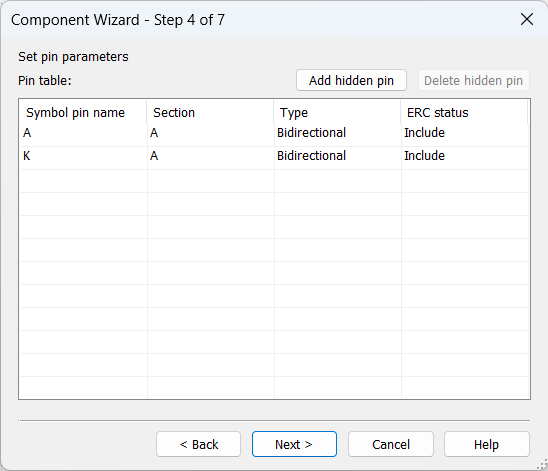 Component Wizard - Step 4 of 7
Set pin parameters
Pin table: Add hidden pin Delete hidden pin
Symbol pin name Section Type ERC status
A A Bidirectional Include
K A Bidirectional Include
< Back Next > Cancel Help